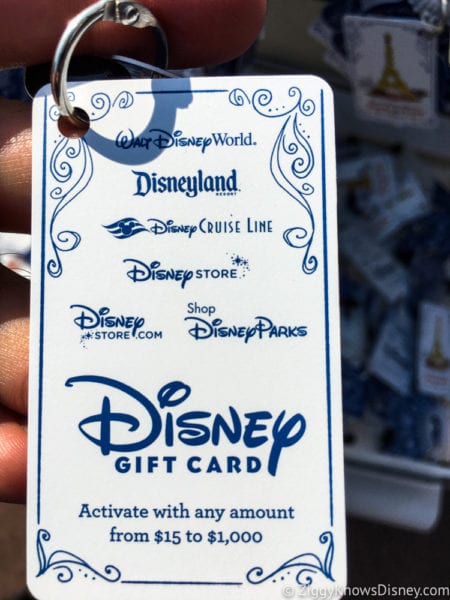 Walt Disney World®
Disneyland
RESORT
Disney CRUISE LINE
Disney STORE
Disney
STORE.COM
Shop
Disney PARKS
Disney
GIFT CARD
Activate with any amount
from $15 to $1,000
© ZiggyknowsDisney.com